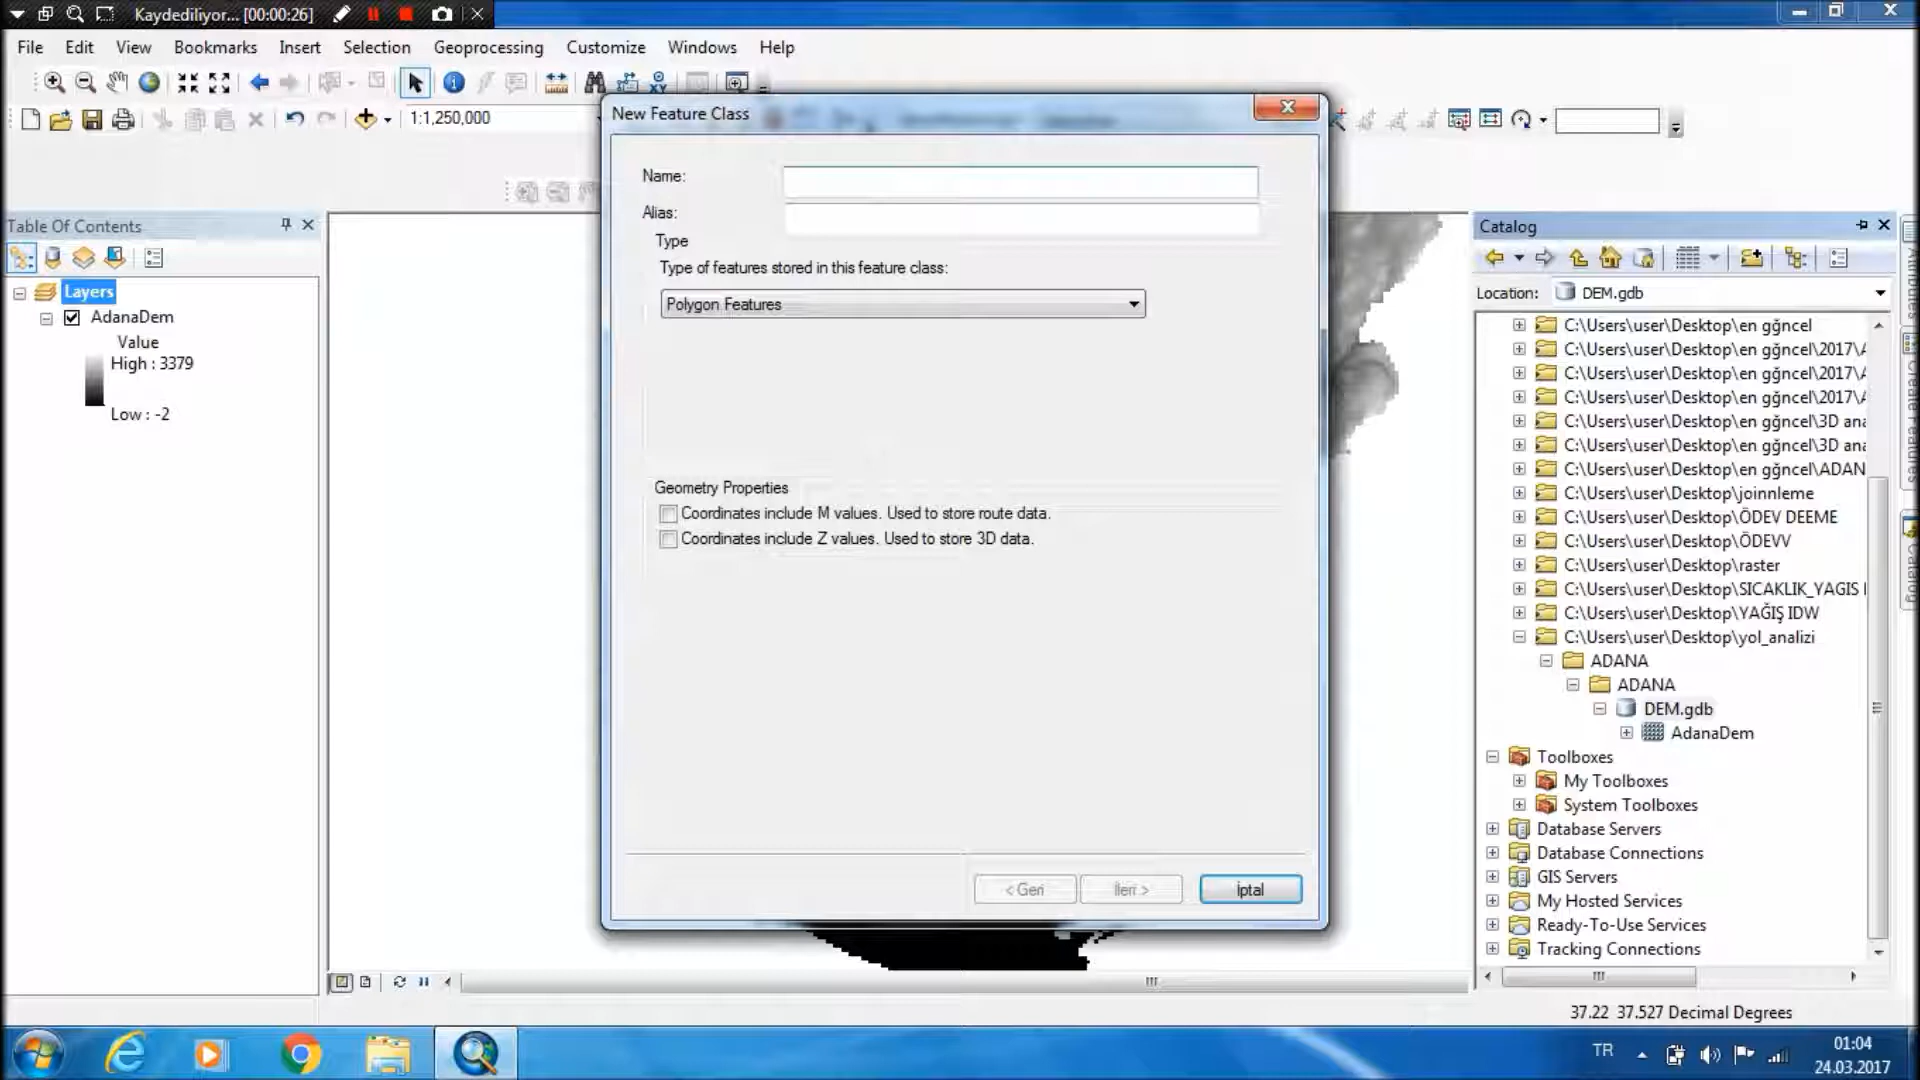 Kaydediliyor... [00:00:26]
File Edit View Bookmarks Insert Selection Geoprocessing Customize Windows Help
1:1,250,000
New Feature Class
Name:
Alias:
Type
Type of features stored in this feature class:
Polygon Features
Geometry Properties
Coordinates include M values. Used to store route data.
Coordinates include Z values. Used to store 3D data.
< Geri
İleri >
İptal
Table Of Contents
Layers
AdanaDem
Value
High : 3379
Low : -2
Catalog
Location: DEM.gdb
C:\Users\user\Desktop\en gğncel
C:\Users\user\Desktop\en gğncel\2017\A
C:\Users\user\Desktop\en gğncel\2017\A
C:\Users\user\Desktop\en gğncel\2017\A
C:\Users\user\Desktop\en gğncel\3D ana
C:\Users\user\Desktop\en gğncel\3D ana
C:\Users\user\Desktop\en gğncel\ADAN
C:\Users\user\Desktop\joinnleme
C:\Users\user\Desktop\ÖDEV DEEME
C:\Users\user\Desktop\ÖDEVV
C:\Users\user\Desktop\raster
C:\Users\user\Desktop\SICAKLIK_YAGIS
C:\Users\user\Desktop\YAĞIŞ IDW
C:\Users\user\Desktop\yol_analizi
ADANA
ADANA
DEM.gdb
AdanaDem
Toolboxes
My Toolboxes
System Toolboxes
Database Servers
Database Connections
GIS Servers
My Hosted Services
Ready-To-Use Services
Tracking Connections
Attributes
Create Features
Catalog
37.22 37.527 Decimal Degrees
TR
01:04
24.03.2017